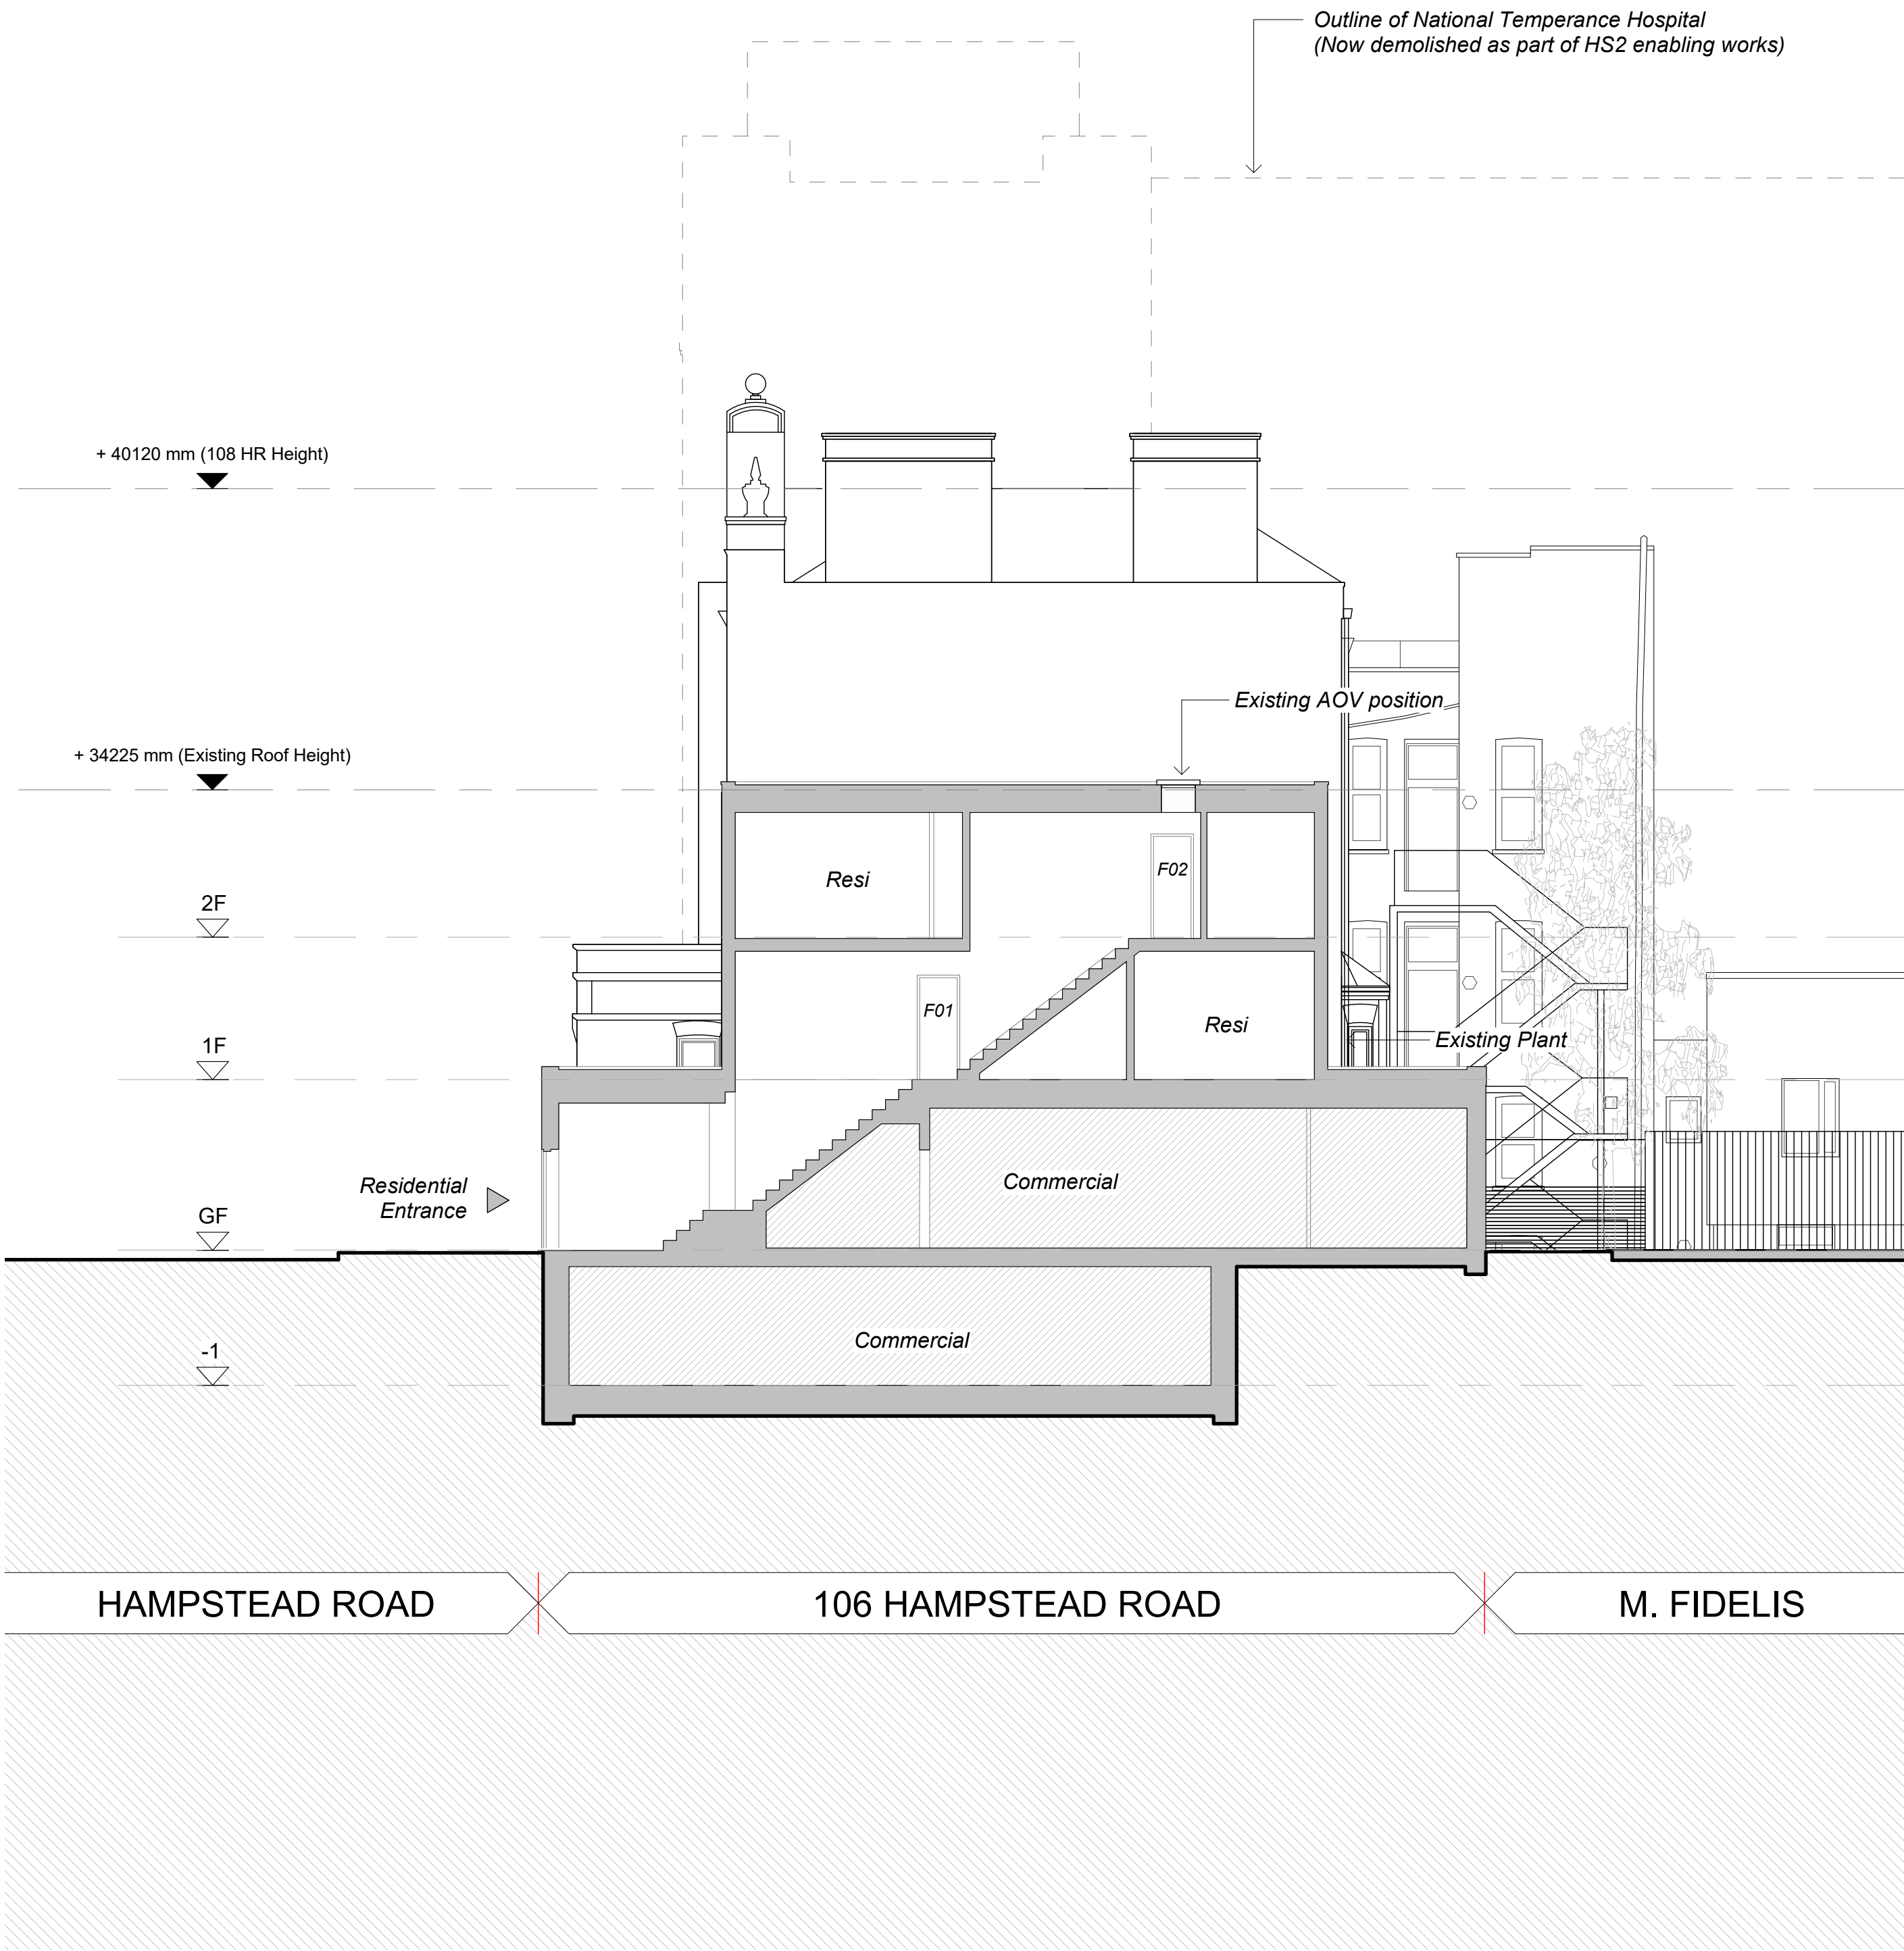 Outline of National Temperance Hospital
(Now demolished as part of HS2 enabling works)
+ 40120 mm (108 HR Height)
Existing AOV position
+ 34225 mm (Existing Roof Height)
Resi
F02
2F
F01
Resi
Existing Plant
1F
Commercial
Residential
Entrance
GF
Commercial
-1
HAMPSTEAD ROAD
106 HAMPSTEAD ROAD
M. FIDELIS